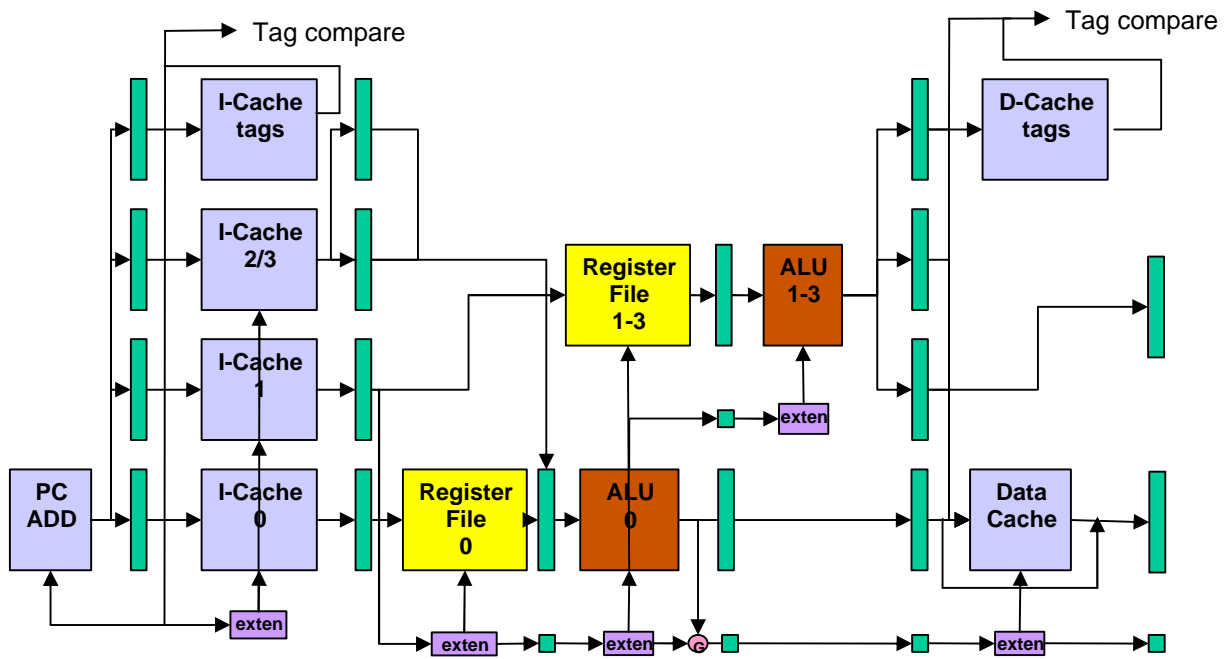 Tag compare
Tag compare
I-Cache
tags
D-Cache
tags
I-Cache
2/3
Register
File
1-3
ALU
1-3
I-Cache
1
exten
PC
ADD
I-Cache
0
Register
File
0
ALU
0
Data
Cache
exten
exten
exten
G
exten